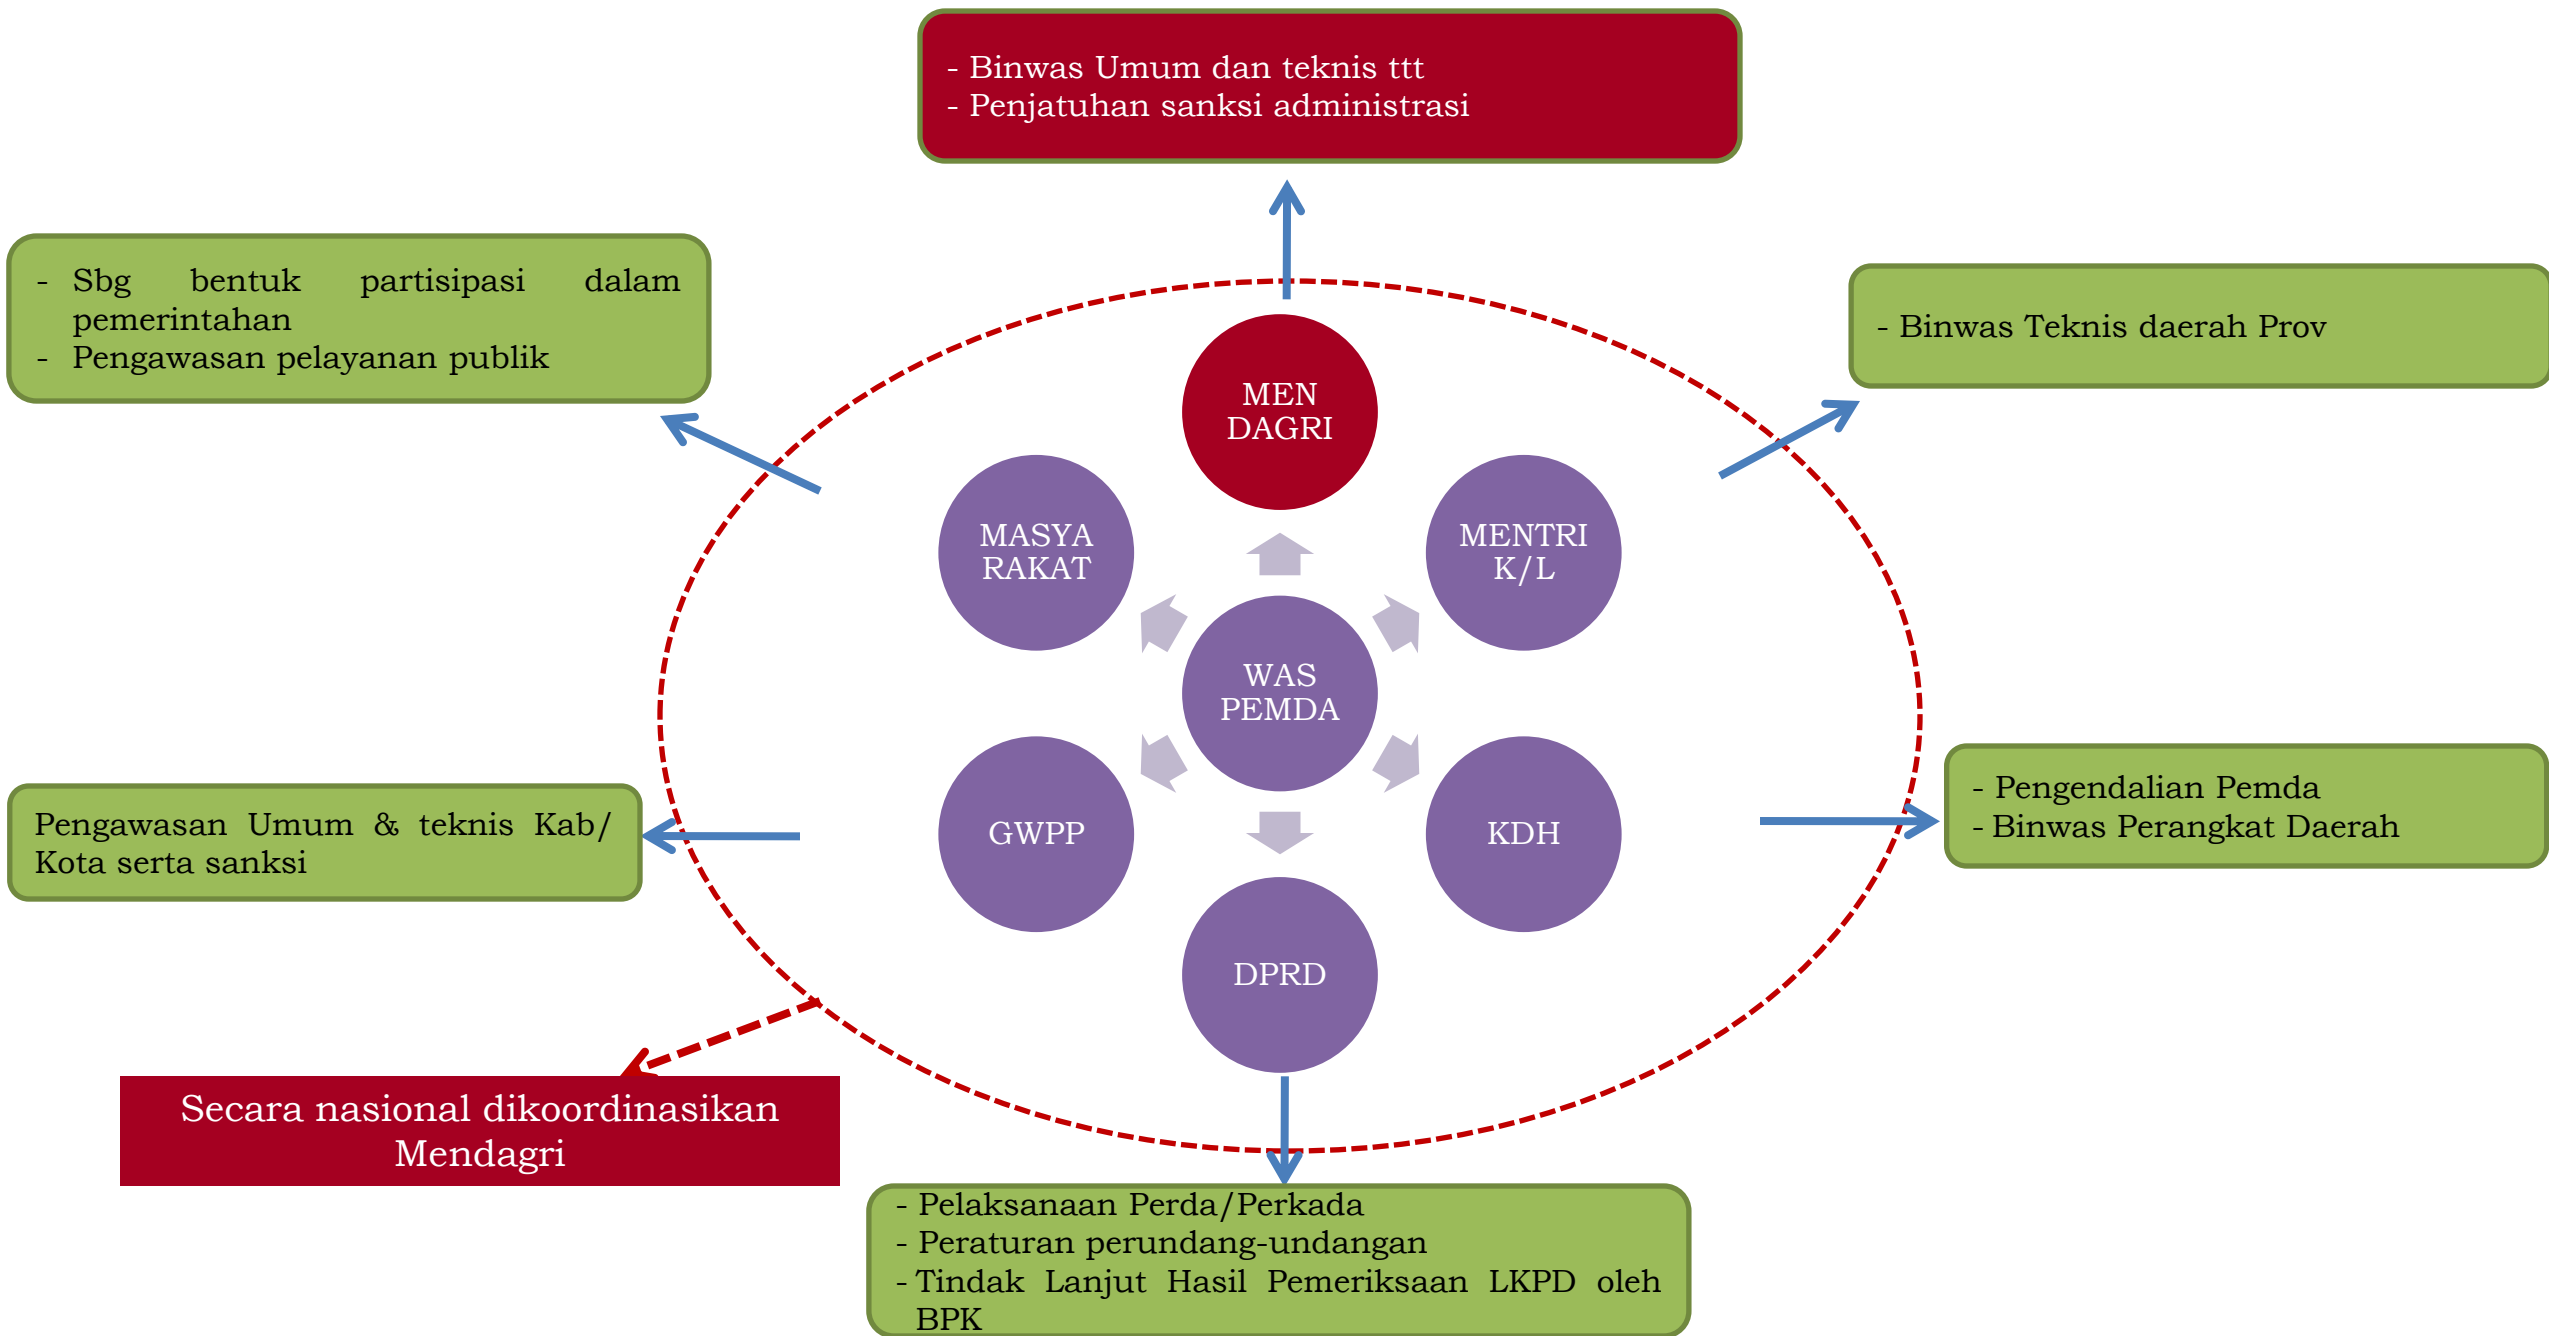 - Binwas Umum dan teknis ttt
- Penjatuhan sanksi administrasi
- Sbg bentuk partisipasi dalam
pemerintahan
- Pengawasan pelayanan publik
- Binwas Teknis daerah Prov
MEN
DAGRI
MASYA
RAKAT
MENTRI
K/L
WAS
PEMDA
GWPP
KDH
DPRD
Pengawasan Umum & teknis Kab/
Kota serta sanksi
- Pengendalian Pemda
- Binwas Perangkat Daerah
Secara nasional dikoordinasikan
Mendagri
- Pelaksanaan Perda/Perkada
- Peraturan perundang-undangan
- Tindak Lanjut Hasil Pemeriksaan LKPD oleh
BPK